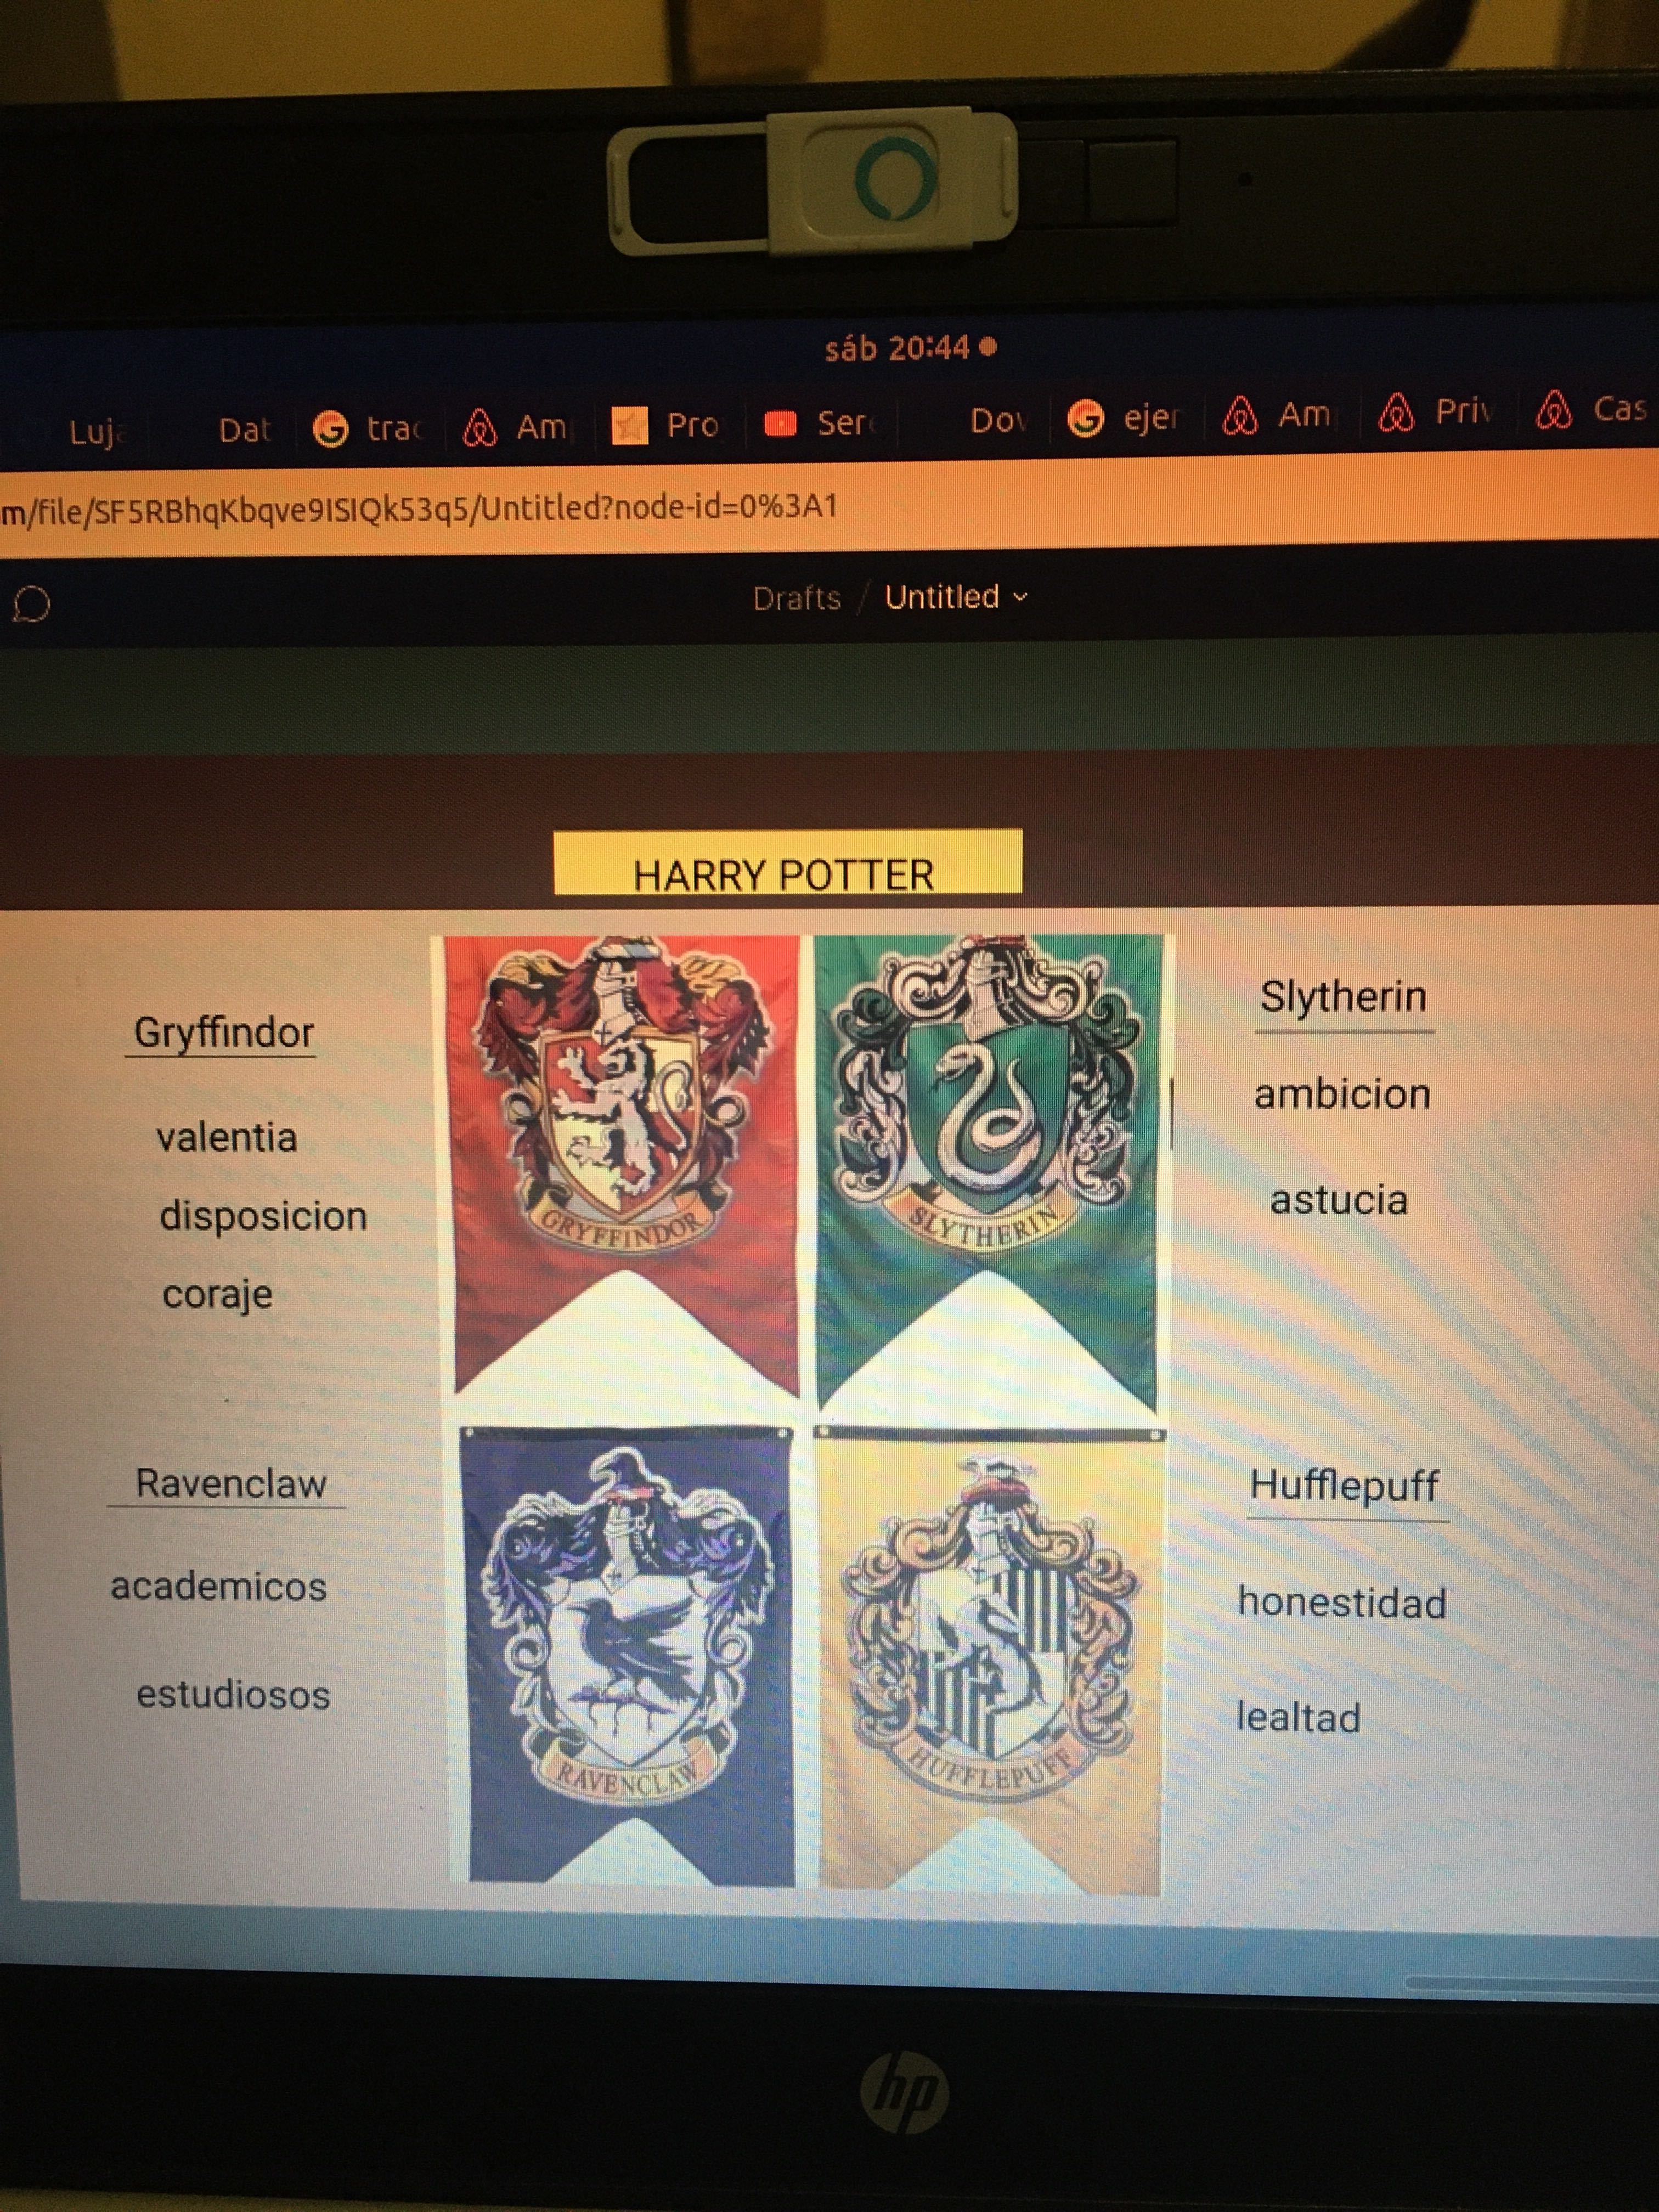 sáb 20:44
Luj Dat trac Am Pro Ser Dov ejer Am Priv Cas
m/file/SF5RBhqKbqve9ISIQk53q5/Untitled?node-id=0%3A1
Drafts / Untitled
HARRY POTTER
Gryffindor
valentia
disposicion
coraje
GRYFFINDOR
SLYTHERIN
Slytherin
ambicion
astucia
Ravenclaw
academicos
estudiosos
RAVENCLAW
HUFFLEPUFF
Hufflepuff
honestidad
lealtad
hp